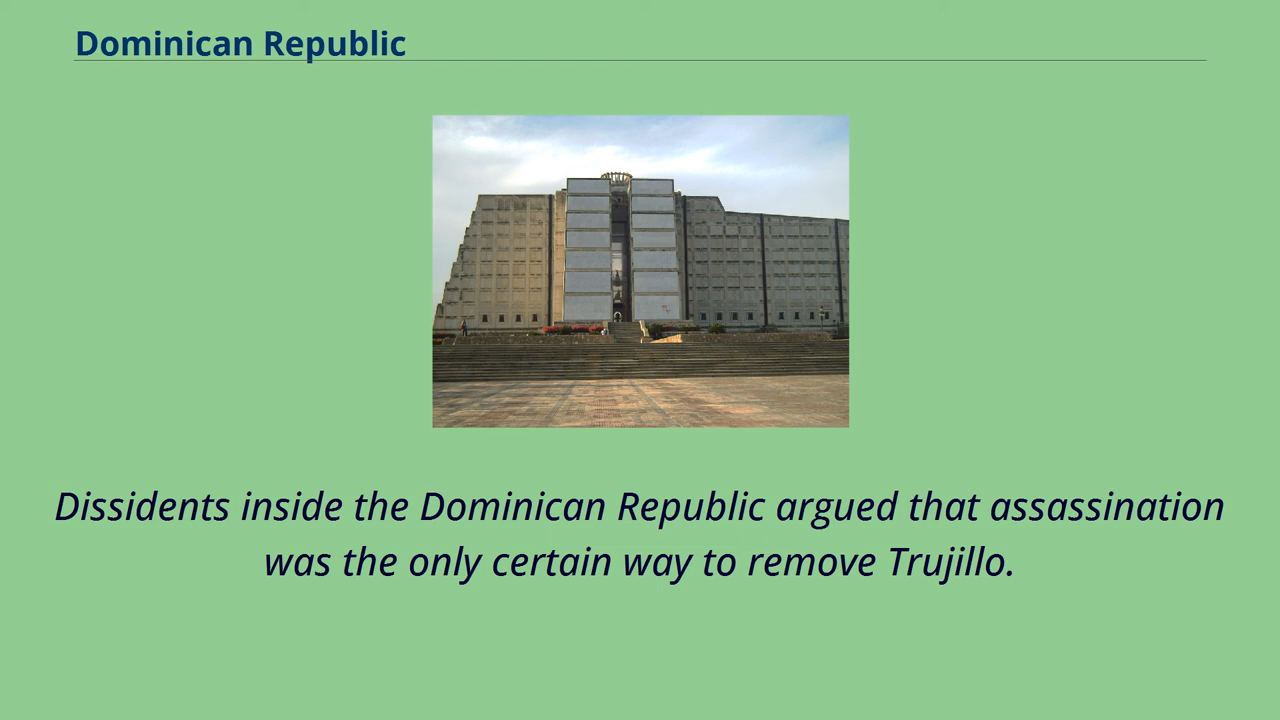 Dominican Republic
Dissidents inside the Dominican Republic argued that assassination
was the only certain way to remove Trujillo.